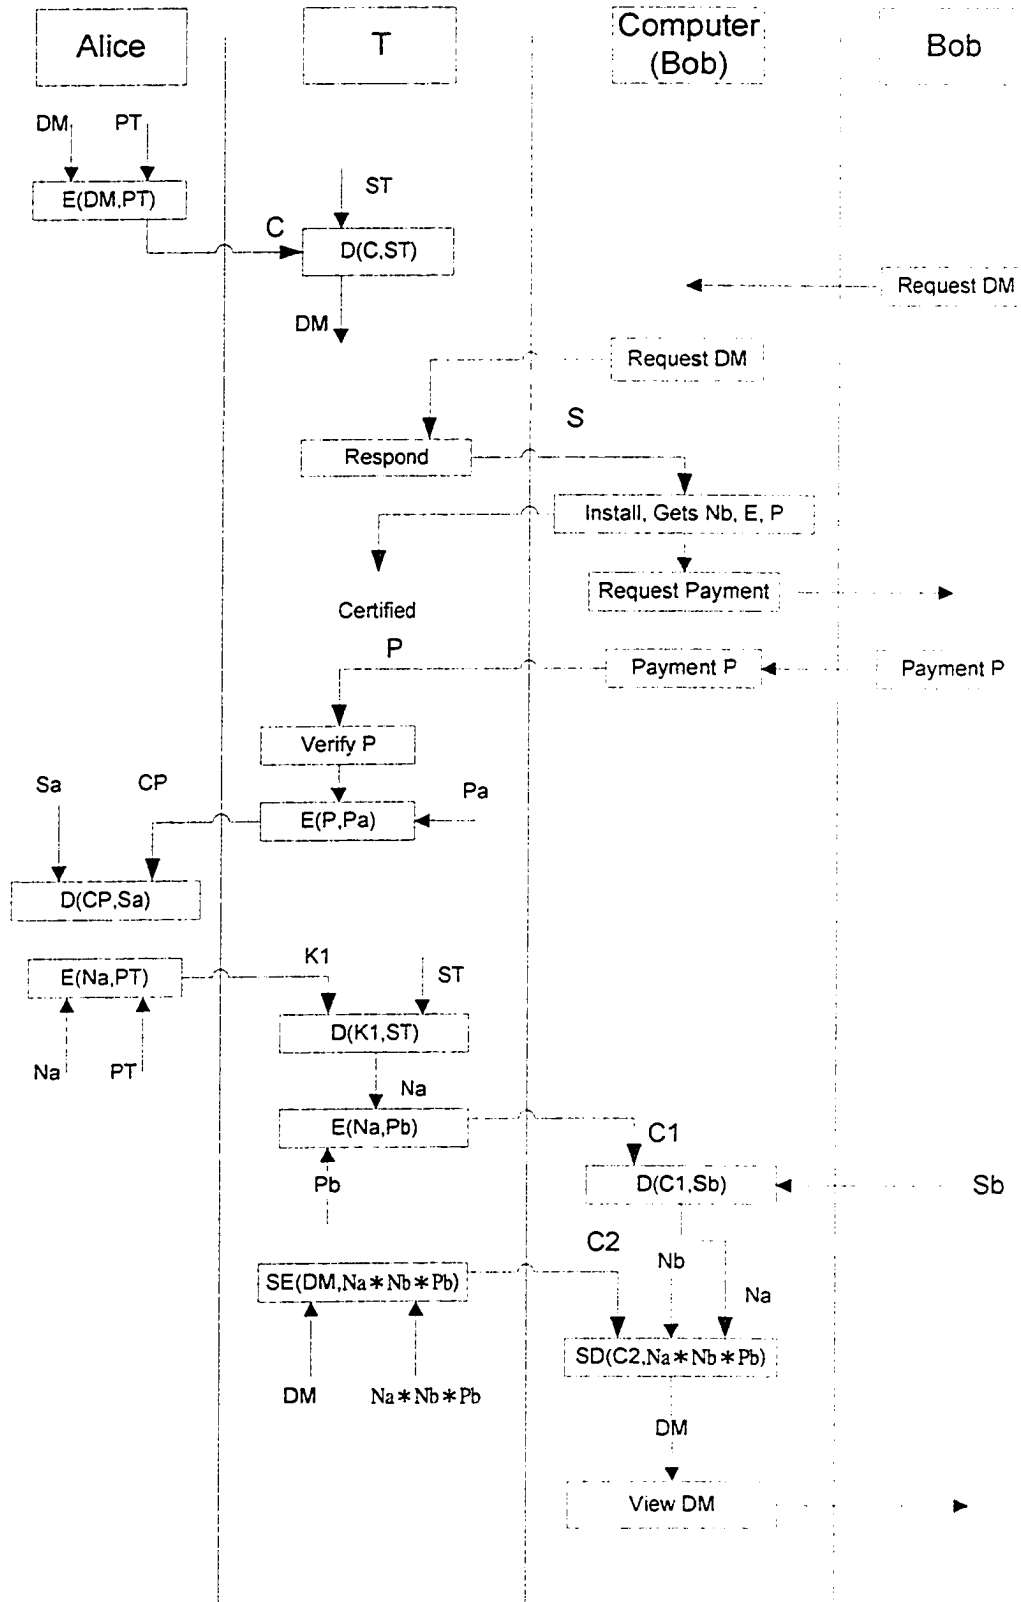 Alice
T
Computer
(Bob)
Bob
DM
PT
E(DM,PT)
ST
C
D(C,ST)
DM
Request DM
Request DM
S
Respond
Install, Gets Nb, E, P
Request Payment
Certified
P
Payment P
Payment P
Verify P
Sa
CP
Pa
E(P,Pa)
D(CP,Sa)
K1
E(Na,PT)
ST
D(K1,ST)
Na
PT
Na
E(Na,Pb)
C1
Pb
D(C1,Sb)
Sb
C2
Nb
SE(DM,Na*Nb*Pb)
Na
SD(C2,Na*Nb*Pb)
DM
Na*Nb*Pb
DM
View DM